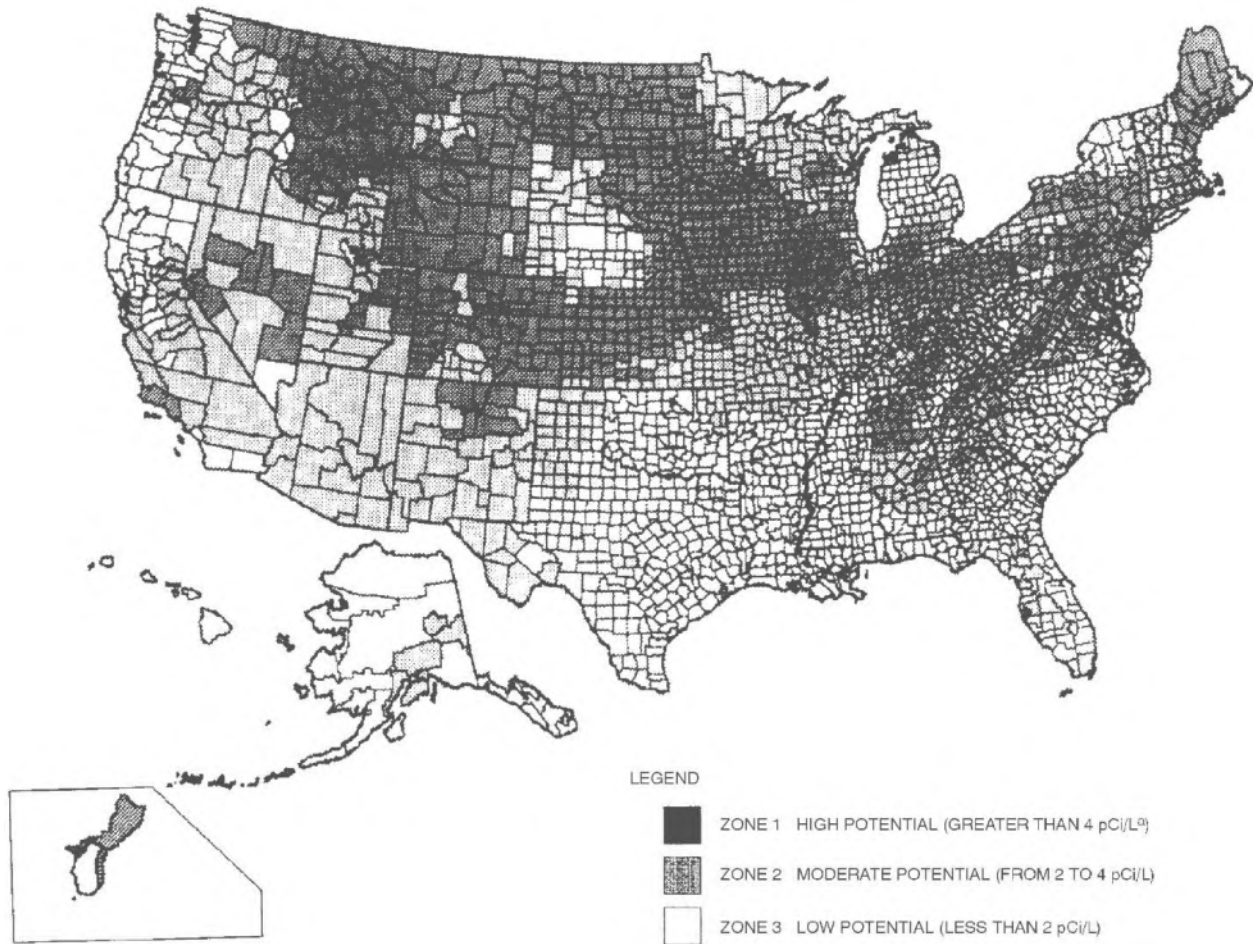 LEGEND
ZONE 1 HIGH POTENTIAL (GREATER THAN 4 pCi/Lª)
ZONE 2 MODERATE POTENTIAL (FROM 2 TO 4 pCi/L)
ZONE 3 LOW POTENTIAL (LESS THAN 2 pCi/L)